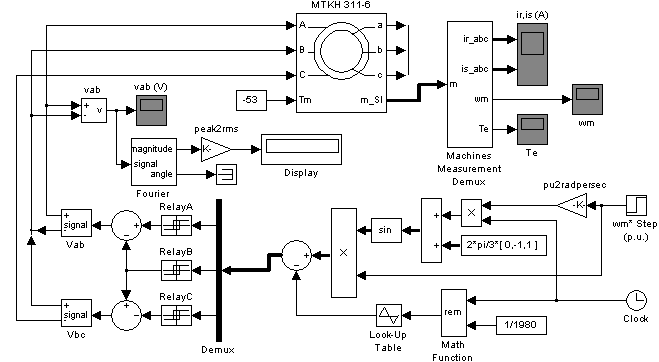 MTKH 311-6
ir,is (A)
A
a
B
b
C
c
Tm
m_SI
-53
m
ir_abc
is_abc
wm
Te
wm
Te
Machines
Measurement
Demux
vab
+
-
v
vab (V)
peak2rms
magnitude
signal
angle
K-
Display
Fourier
pu2radpersec
-K-
wm* Step
(p.u.)
RelayA
RelayB
RelayC
+
-
signal
Vab
+
-
signal
Vbc
Demux
×
sin
+
+
×
2*pi/3*[ 0,-1,1 ]
Look-Up
Table
rem
Math
Function
1/1980
Clock